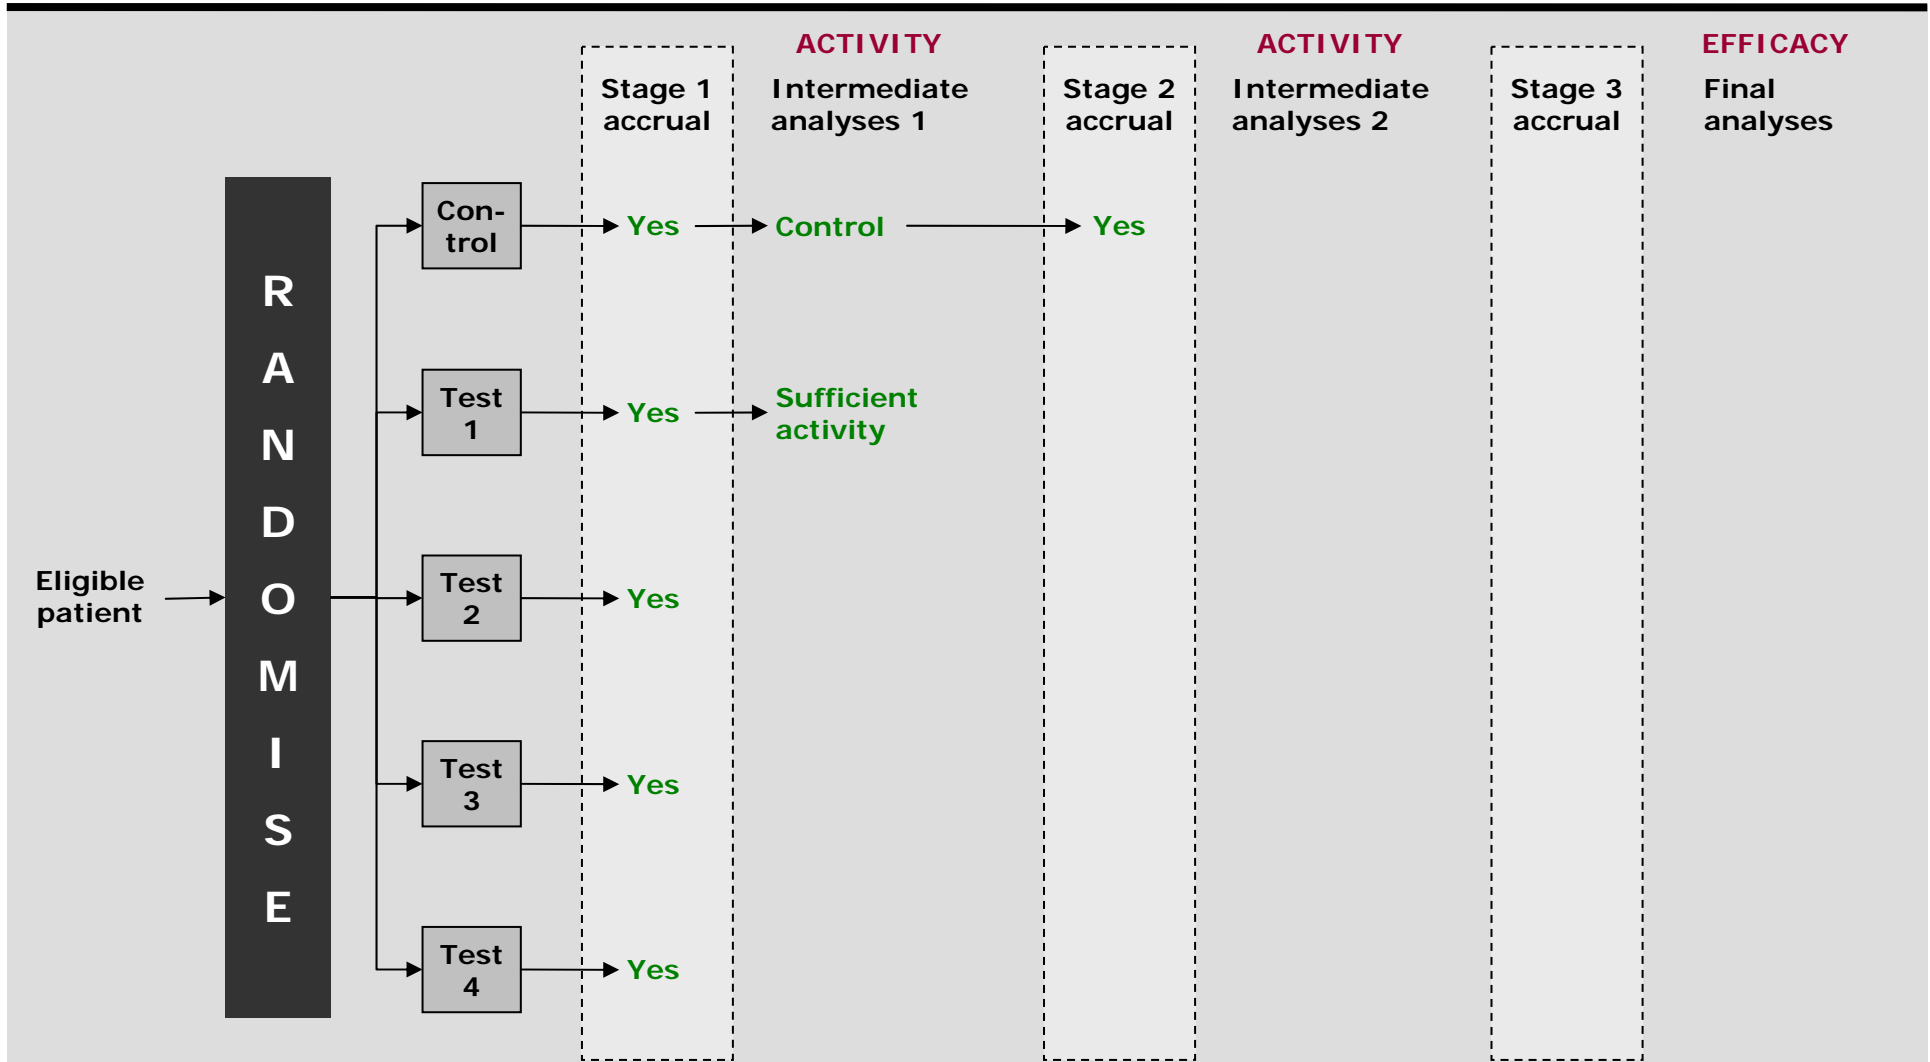 ACTIVITY
ACTIVITY
EFFICACY
Stage 1
accrual
Intermediate
analyses 1
Stage 2
accrual
Intermediate
analyses 2
Stage 3
accrual
Final
analyses
Eligible
patient
R
A
N
D
O
M
I
S
E
Con-
trol
Yes
Control
Yes
Test
1
Yes
Sufficient
activity
Test
2
Yes
Test
3
Yes
Test
4
Yes